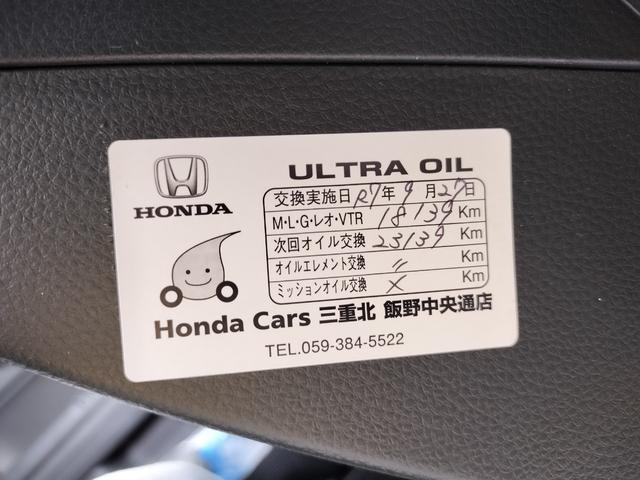 HONDA
ULTRA OIL
交換実施日 R7年 9月 27日
M・L・G・レオ・VTR 18139 Km
次回オイル交換 23139 Km
オイルエレメント交換 〃 Km
ミッションオイル交換 × Km
Honda Cars 三重北 飯野中央通店
TEL.059-384-5522